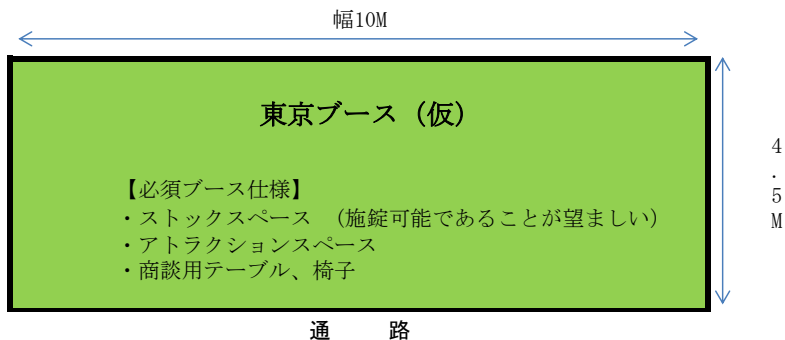 幅10M
東京ブース（仮）
4.5M
【必須ブース仕様】
・ストックスペース　（施錠可能であることが望ましい）
・アトラクションスペース
・商談用テーブル、椅子
通　　路